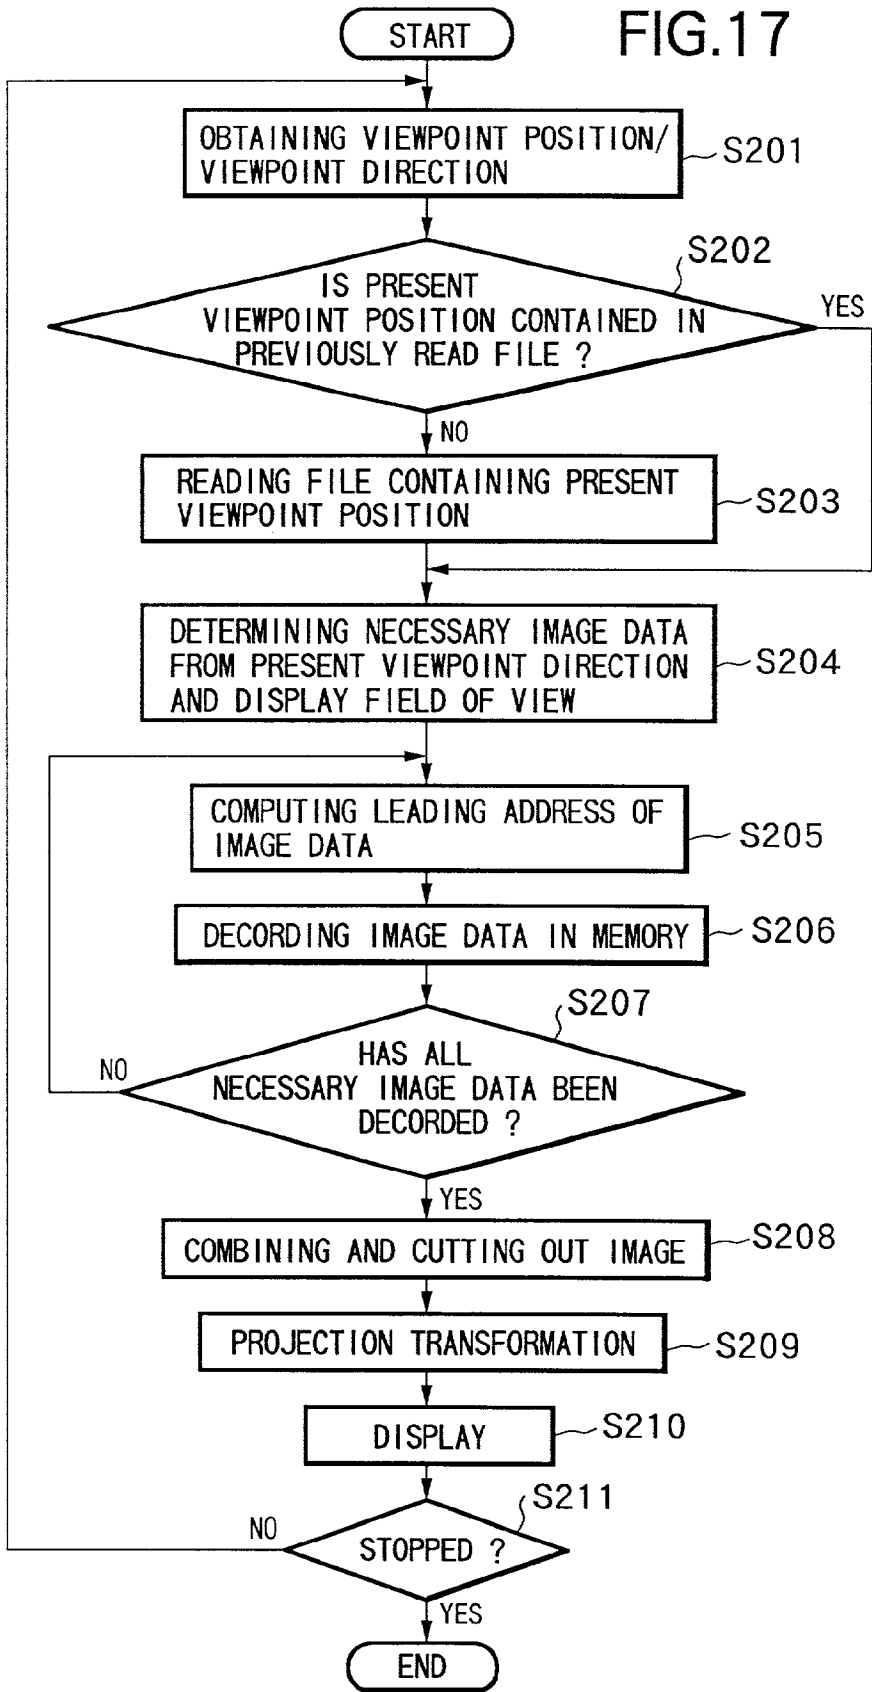 START
FIG.17
OBTAINING VIEWPOINT POSITION/
VIEWPOINT DIRECTION
S201
S202
IS PRESENT
VIEWPOINT POSITION CONTAINED IN
PREVIOUSLY READ FILE ?
YES
NO
READING FILE CONTAINING PRESENT
VIEWPOINT POSITION
S203
DETERMINING NECESSARY IMAGE DATA
FROM PRESENT VIEWPOINT DIRECTION
AND DISPLAY FIELD OF VIEW
S204
COMPUTING LEADING ADDRESS OF
IMAGE DATA
S205
DECORDING IMAGE DATA IN MEMORY
S206
S207
HAS ALL
NECESSARY IMAGE DATA BEEN
DECORDED ?
NO
YES
COMBINING AND CUTTING OUT IMAGE
S208
PROJECTION TRANSFORMATION
S209
DISPLAY
S210
S211
STOPPED ?
NO
YES
END